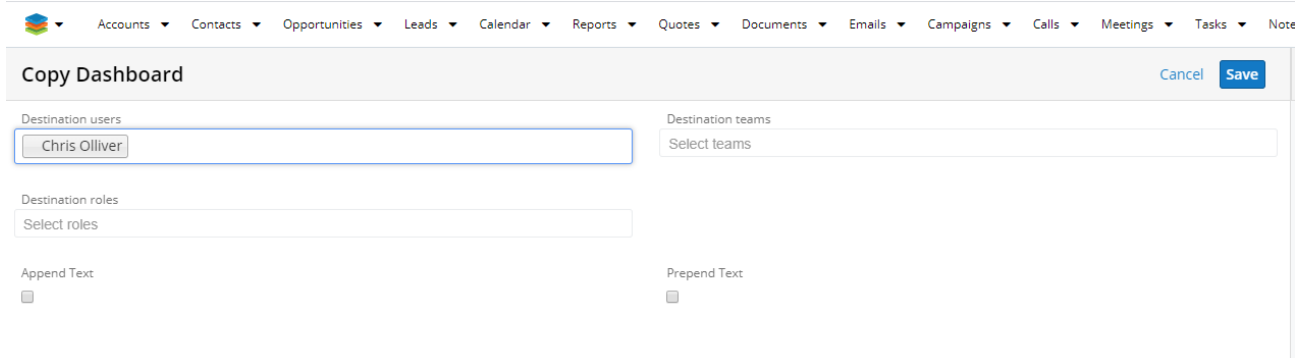 Accounts Contacts Opportunities Leads Calendar Reports Quotes Documents Emails Campaigns Calls Meetings Tasks Note
Copy Dashboard Cancel Save
Destination users Destination teams
Chris Olliver Select teams
Destination roles
Select roles
Append Text Prepend Text